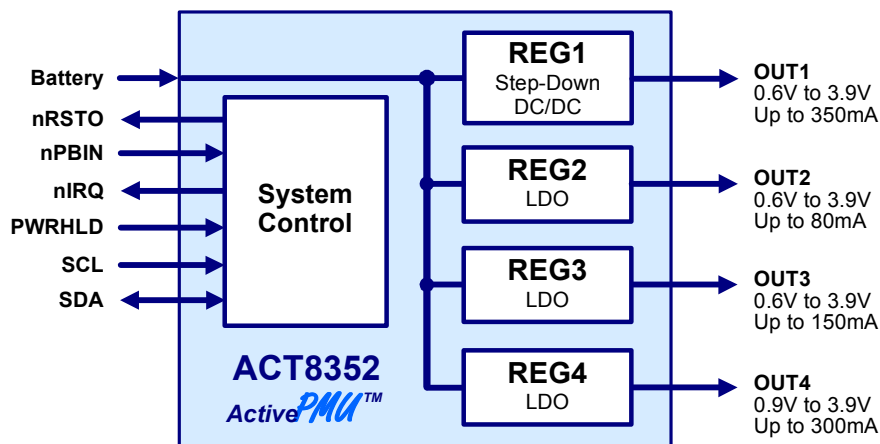 Battery
nRSTO
nPBIN
nIRQ
PWRHLD
SCL
SDA
System
Control
ACT8352
ActivePMU™
REG1
Step-Down
DC/DC
REG2
LDO
REG3
LDO
REG4
LDO
OUT1
0.6V to 3.9V
Up to 350mA
OUT2
0.6V to 3.9V
Up to 80mA
OUT3
0.6V to 3.9V
Up to 150mA
OUT4
0.9V to 3.9V
Up to 300mA